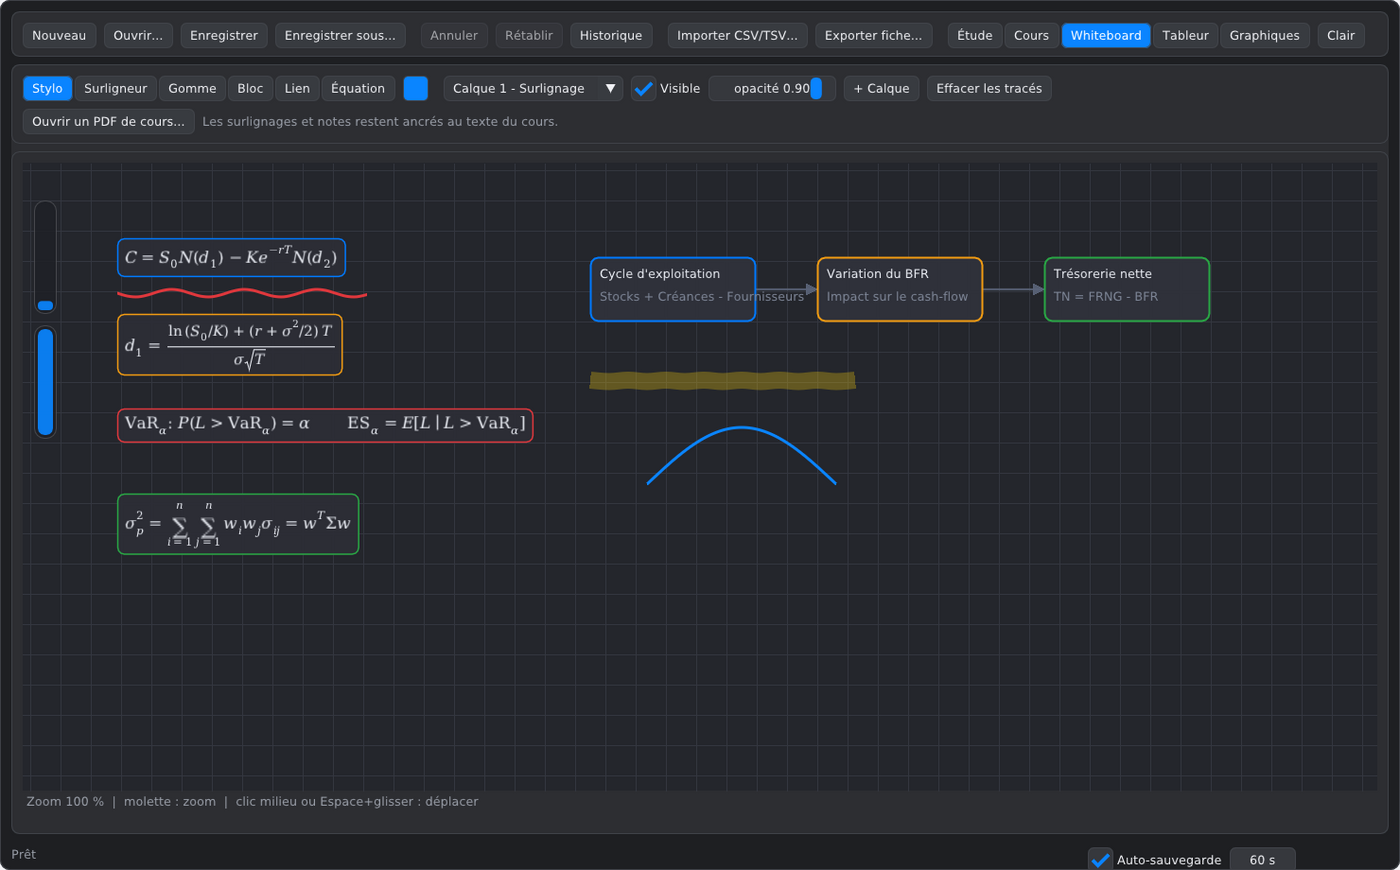 Nouveau Ouvrir... Enregistrer Enregistrer sous... Annuler Rétablir Historique Importer CSV/TSV... Exporter fiche... Étude Cours Whiteboard Tableur Graphiques Clair
Stylo Surligneur Gomme Bloc Lien Équation Calque 1 - Surlignage ▼ Visible opacité 0.90 + Calque Effacer les tracés
Ouvrir un PDF de cours... Les surlignages et notes restent ancrés au texte du cours.
C = S₀N(d₁) − Ke^{−rT}N(d₂)
d₁ = (ln (S₀/K) + (r + σ²/2) T) / (σ√T)
VaR_α: P(L > VaR_α) = α ES_α = E[L | L > VaR_α]
σ_p² = ∑_{i=1}^{n} ∑_{j=1}^{n} w_i w_j σ_{ij} = w^T Σw
Cycle d'exploitation
Stocks + Créances - Fournisseurs
Variation du BFR
Impact sur le cash-flow
Trésorerie nette
TN = FRNG - BFR
Zoom 100 % | molette : zoom | clic milieu ou Espace+glisser : déplacer
Prêt Auto-sauvegarde 60 s